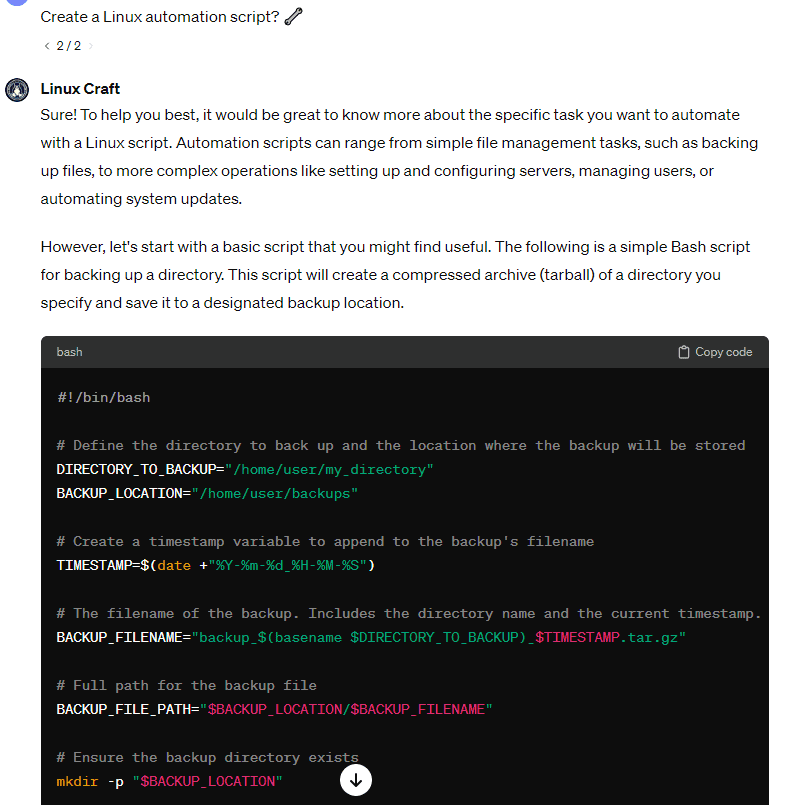 Create a Linux automation script? 🔧
2 / 2
Linux Craft
Sure! To help you best, it would be great to know more about the specific task you want to automate
with a Linux script. Automation scripts can range from simple file management tasks, such as backing
up files, to more complex operations like setting up and configuring servers, managing users, or
automating system updates.
However, let's start with a basic script that you might find useful. The following is a simple Bash script
for backing up a directory. This script will create a compressed archive (tarball) of a directory you
specify and save it to a designated backup location.
bash
Copy code
#!/bin/bash
# Define the directory to back up and the location where the backup will be stored
DIRECTORY_TO_BACKUP="/home/user/my_directory"
BACKUP_LOCATION="/home/user/backups"
# Create a timestamp variable to append to the backup's filename
TIMESTAMP=$(date +"%Y-%m-%d_%H-%M-%S")
# The filename of the backup. Includes the directory name and the current timestamp.
BACKUP_FILENAME="backup_$(basename $DIRECTORY_TO_BACKUP)_$TIMESTAMP.tar.gz"
# Full path for the backup file
BACKUP_FILE_PATH="$BACKUP_LOCATION/$BACKUP_FILENAME"
# Ensure the backup directory exists
mkdir -p "$BACKUP_LOCATION"